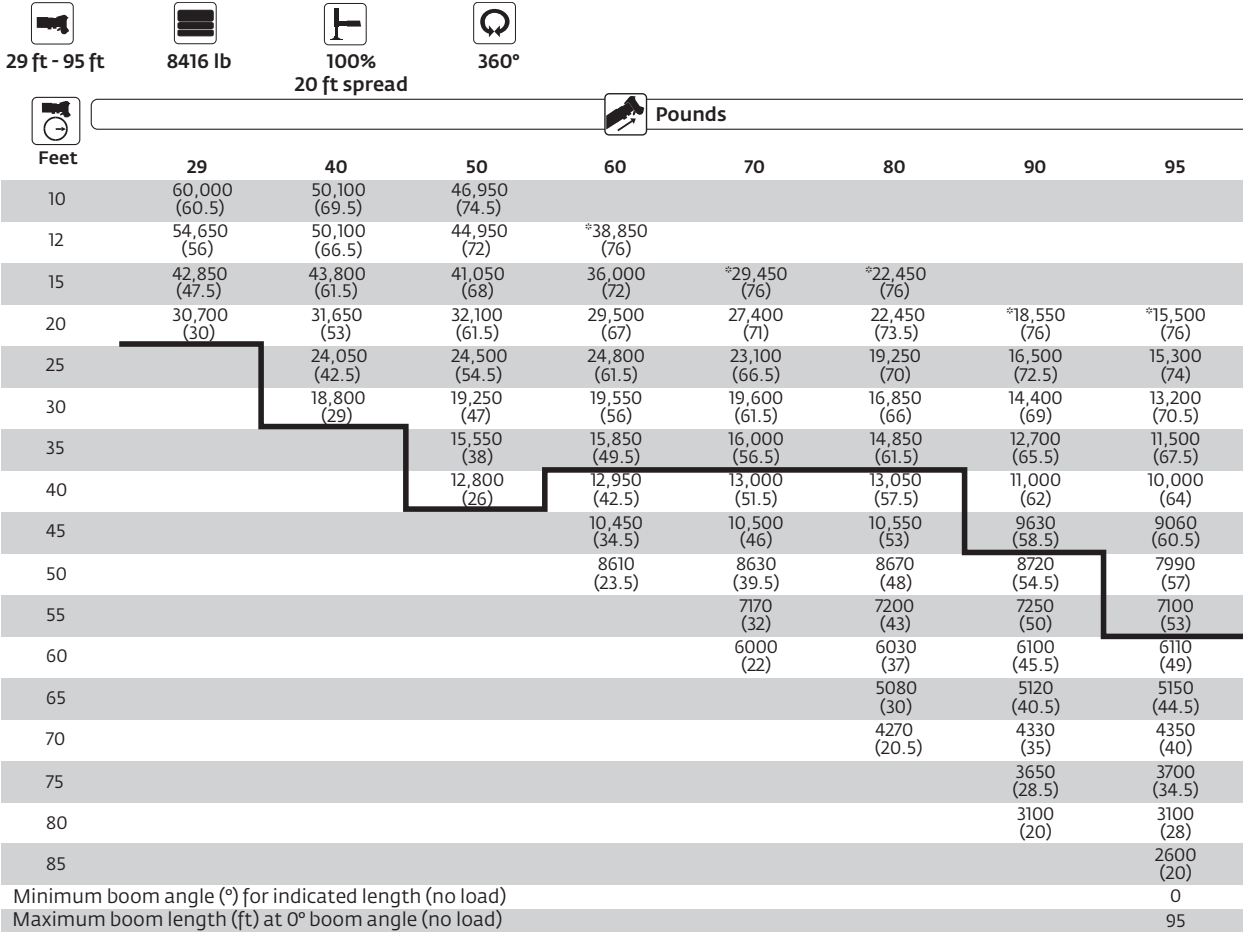 29 ft - 95 ft 8416 lb 100% 360°
20 ft spread
Pounds
Feet 29 40 50 60 70 80 90 95
10 60,000 50,100 46,950
(60.5) (69.5) (74.5)
12 54,650 50,100 44,950 *38,850
(56) (66.5) (72) (76)
15 42,850 43,800 41,050 36,000 *29,450 *22,450
(47.5) (61.5) (68) (72) (76) (76)
20 30,700 31,650 32,100 29,500 27,400 22,450 *18,550 *15,500
(30) (53) (61.5) (67) (71) (73.5) (76) (76)
25 24,050 24,500 24,800 23,100 19,250 16,500 15,300
(42.5) (54.5) (61.5) (66.5) (70) (72.5) (74)
30 18,800 19,250 19,550 19,600 16,850 14,400 13,200
(29) (47) (56) (61.5) (66) (69) (70.5)
35 15,550 15,850 16,000 14,850 12,700 11,500
(38) (49.5) (56.5) (61.5) (65.5) (67.5)
40 12,800 12,950 13,000 13,050 11,000 10,000
(26) (42.5) (51.5) (57.5) (62) (64)
45 10,450 10,500 10,550 9630 9060
(34.5) (46) (53) (58.5) (60.5)
50 8610 8630 8670 8720 7990
(23.5) (39.5) (48) (54.5) (57)
55 7170 7200 7250 7100
(32) (43) (50) (53)
60 6000 6030 6100 6110
(22) (37) (45.5) (49)
65 5080 5120 5150
(30) (40.5) (44.5)
70 4270 4330 4350
(20.5) (35) (40)
75 3650 3700
(28.5) (34.5)
80 3100 3100
(20) (28)
85 2600
(20)
Minimum boom angle (°) for indicated length (no load) 0
Maximum boom length (ft) at 0° boom angle (no load) 95